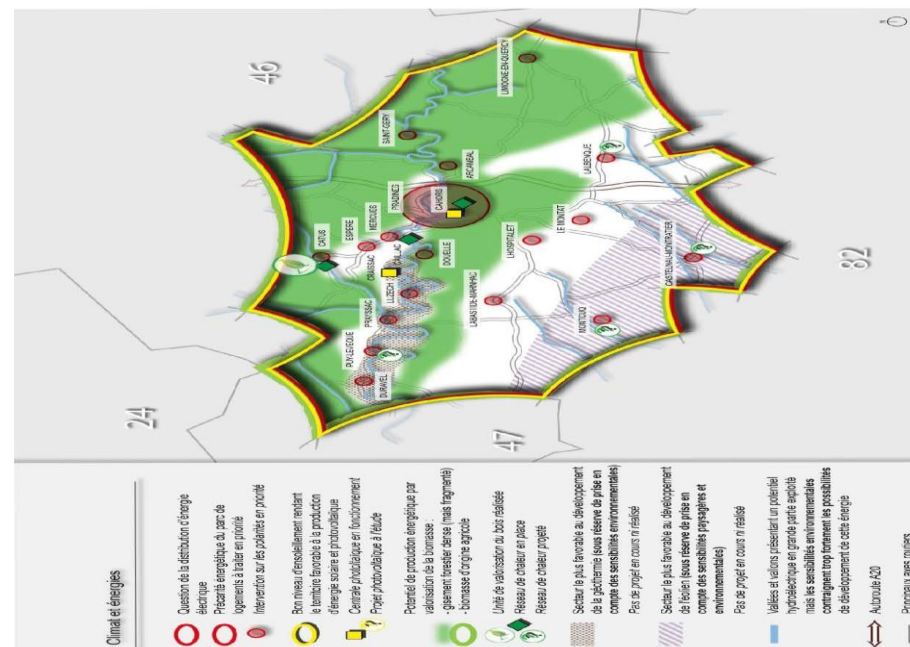 Climat et énergies
Question de la distribution d'énergie
électrique
Précarité énergétique du parc de
logements à traiter en priorité
Intervention sur les polarités en priorité
Bon niveau d'ensoleillement rendant
le territoire favorable à la production
d'énergie solaire et photovoltaïque
Centrale photovoltaïque en fonctionnement
Projet photovoltaïque à l'étude
Potentiel de production énergétique par
valorisation de la biomasse :
- gisement forestier dense (mais fragmenté)
- biomasse d'origine agricole
Unité de valorisation du bois réalisée
Réseau de chaleur en place
Réseau de chaleur projeté
Secteur le plus favorable au développement
de la géothermie (sous réserve de prise en
compte des sensibilités environnementales)
Pas de projet en cours ni réalisé
Secteur le plus favorable au développement
de l'éolien (sous réserve de prise en
compte des sensibilités paysagères et
environnementales)
Pas de projet en cours ni réalisé
Vallées et vallons présentant un potentiel
hydroélectrique en grande partie exploité
mais les sensibilités environnementales
contraignent trop fortement les possibilités
de développement de cette énergie
Autoroute A20
24
46
47
82
CATUS
ESPERE
MERCUES
CRAISSAC
CAILLAC
PRADINES
CAHORS
ARCAMBAL
SAINT-GERY
LIMOGNE-EN-QUERCY
PUY-L'EVEQUE
PRAYSSAC
LUZECH
DOUELLE
DURAVEL
LABASTIDE-MARNHAC
LHOSPITALET
LE MONTAT
LALBENQUE
MONTCUQ
CASTELNAU-MONTRATIER